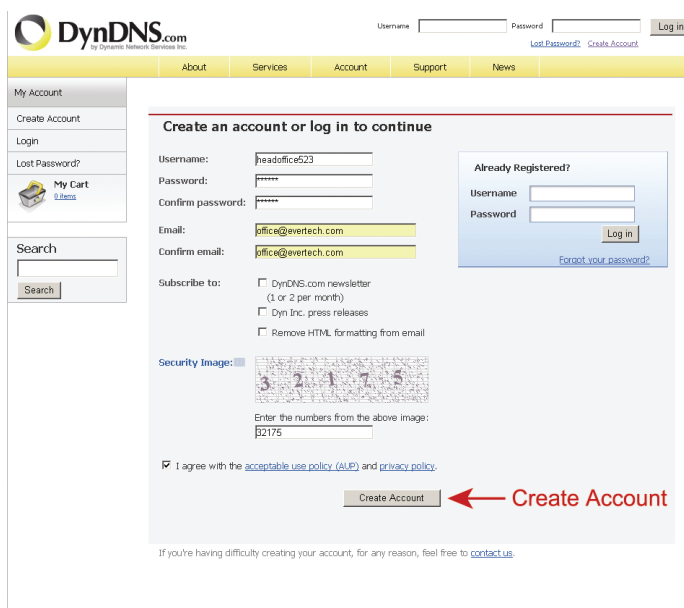 DynDNS.com
by Dynamic Network Services Inc.
Username Password Log in
Lost Password? Create Account
About Services Account Support News
My Account
Create Account
Login
Lost Password?
My Cart
0 items
Search
Search
Create an account or log in to continue
Username: headoffice523
Password: ******
Confirm password: ******
Email: office@evertech.com
Confirm email: office@evertech.com
Subscribe to: DynDNS.com newsletter
(1 or 2 per month)
Dyn Inc. press releases
Remove HTML formatting from email
Security Image:
3 2 1 7 5
Enter the numbers from the above image:
32175
I agree with the acceptable use policy (AUP) and privacy policy.
Create Account
Create Account
Already Registered?
Username
Password
Log in
Forgot your password?
If you're having difficulty creating your account, for any reason, feel free to contact us.